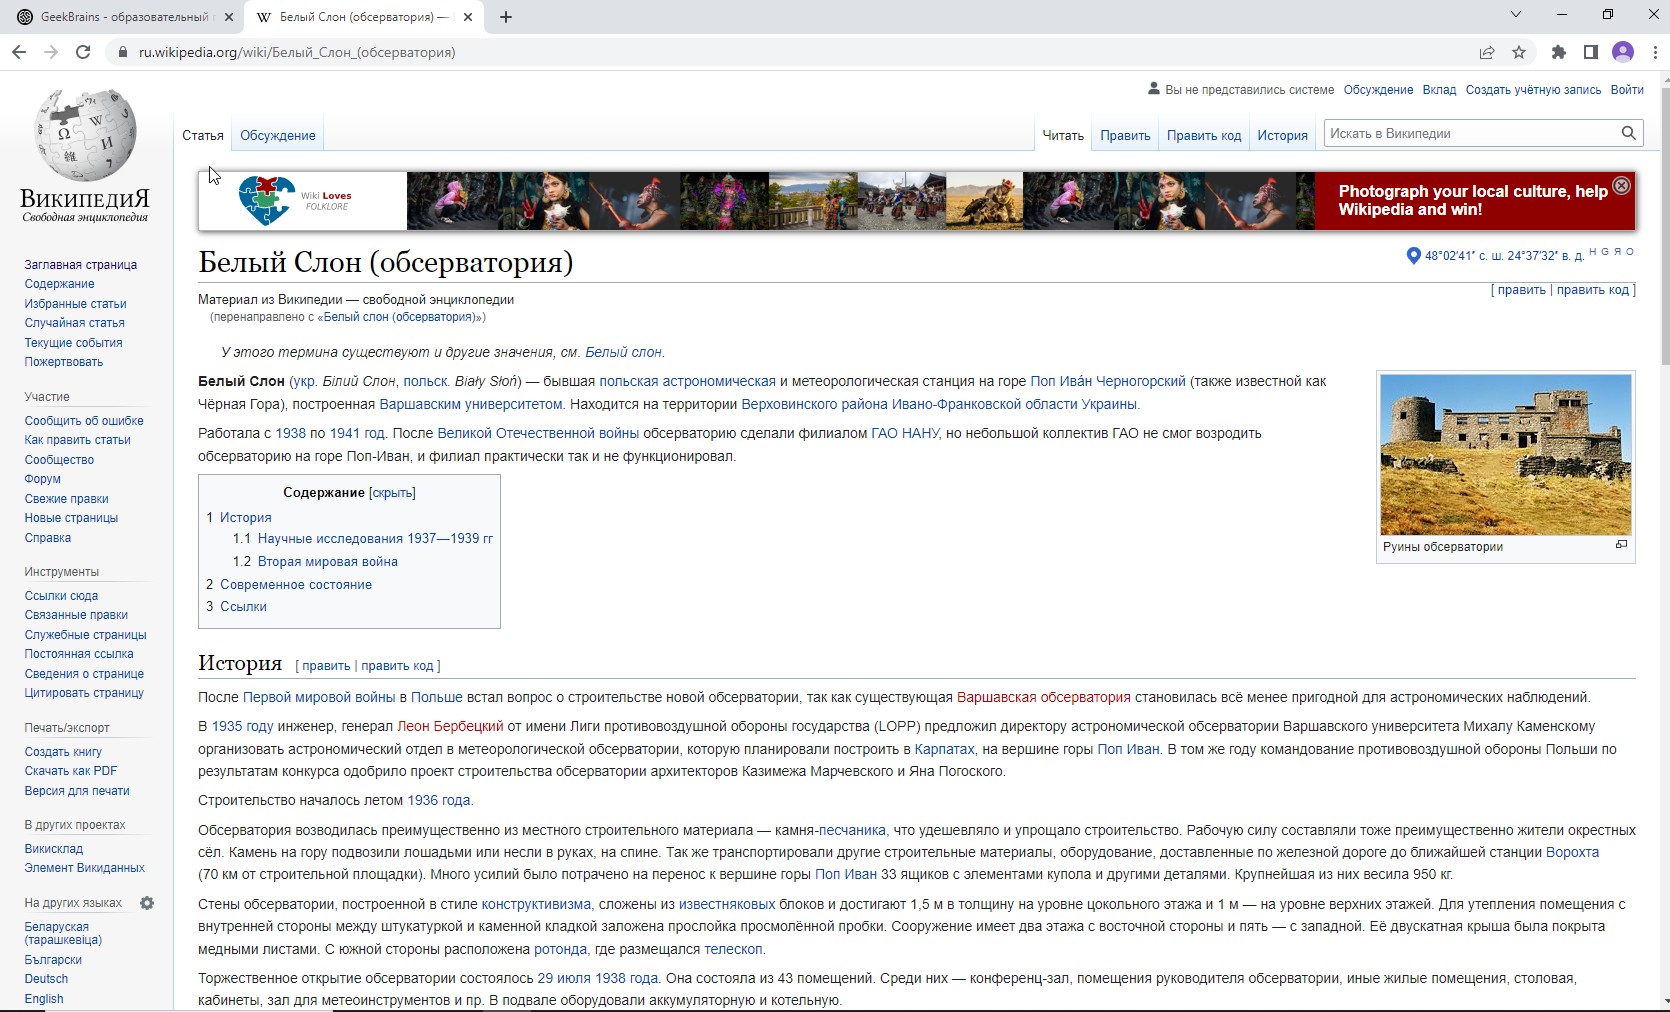 GeekBrains - образовательный
Белый Слон (обсерватория) —
ru.wikipedia.org/wiki/Белый_Слон_(обсерватория)
Вы не представились системе Обсуждение Вклад Создать учётную запись Войти
Статья Обсуждение Читать Править Править код История Искать в Википедии
ВИКИПЕДИЯ
Свободная энциклопедия
Wiki Loves
FOLKLORE
Photograph your local culture, help
Wikipedia and win!
Белый Слон (обсерватория)
48°02′41″ с. ш. 24°37′32″ в. д. H G Я O
[ править | править код ]
Материал из Википедии — свободной энциклопедии
(перенаправлено с «Белый слон (обсерватория)»)
У этого термина существуют и другие значения, см. Белый слон.
Белый Слон (укр. Білий Слон, польск. Biały Słoń) — бывшая польская астрономическая и метеорологическая станция на горе Поп Ива́н Черногорский (также известной как
Чёрная Гора), построенная Варшавским университетом. Находится на территории Верховинского района Ивано-Франковской области Украины.
Работала с 1938 по 1941 год. После Великой Отечественной войны обсерваторию сделали филиалом ГАО НАНУ, но небольшой коллектив ГАО не смог возродить
обсерваторию на горе Поп-Иван, и филиал практически так и не функционировал.
Руины обсерватории
Содержание [скрыть]
1 История
1.1 Научные исследования 1937—1939 гг
1.2 Вторая мировая война
2 Современное состояние
3 Ссылки
История [ править | править код ]
После Первой мировой войны в Польше встал вопрос о строительстве новой обсерватории, так как существующая Варшавская обсерватория становилась всё менее пригодной для астрономических наблюдений.
В 1935 году инженер, генерал Леон Бербецкий от имени Лиги противовоздушной обороны государства (LOPP) предложил директору астрономической обсерватории Варшавского университета Михалу Каменскому
организовать астрономический отдел в метеорологической обсерватории, которую планировали построить в Карпатах, на вершине горы Поп Иван. В том же году командование противовоздушной обороны Польши по
результатам конкурса одобрило проект строительства обсерватории архитекторов Казимежа Марчевского и Яна Погоского.
Строительство началось летом 1936 года.
Обсерватория возводилась преимущественно из местного строительного материала — камня-песчаника, что удешевляло и упрощало строительство. Рабочую силу составляли тоже преимущественно жители окрестных
сёл. Камень на гору подвозили лошадьми или несли в руках, на спине. Так же транспортировали другие строительные материалы, оборудование, доставленные по железной дороге до ближайшей станции Ворохта
(70 км от строительной площадки). Много усилий было потрачено на перенос к вершине горы Поп Иван 33 ящиков с элементами купола и другими деталями. Крупнейшая из них весила 950 кг.
Стены обсерватории, построенной в стиле конструктивизма, сложены из известняковых блоков и достигают 1,5 м в толщину на уровне цокольного этажа и 1 м — на уровне верхних этажей. Для утепления помещения с
внутренней стороны между штукатуркой и каменной кладкой заложена прослойка просмолённой пробки. Сооружение имеет два этажа с восточной стороны и пять — с западной. Её двускатная крыша была покрыта
медными листами. С южной стороны расположена ротонда, где размещался телескоп.
Торжественное открытие обсерватории состоялось 29 июля 1938 года. Она состояла из 43 помещений. Среди них — конференц-зал, помещения руководителя обсерватории, иные жилые помещения, столовая,
кабинеты, зал для метеоинструментов и пр. В подвале оборудовали аккумуляторную и котельную.
Заглавная страница
Содержание
Избранные статьи
Случайная статья
Текущие события
Пожертвовать
Участие
Сообщить об ошибке
Как править статьи
Сообщество
Форум
Свежие правки
Новые страницы
Справка
Инструменты
Ссылки сюда
Связанные правки
Служебные страницы
Постоянная ссылка
Сведения о странице
Цитировать страницу
Печать/экспорт
Создать книгу
Скачать как PDF
Версия для печати
В других проектах
Викисклад
Элемент Викиданных
На других языках
Беларуская
(тарашкевіца)
Български
Deutsch
English